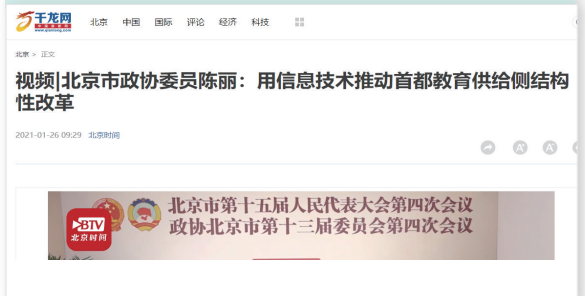 千龙网
www.qianlong.com
北京 中国 国际 评论 经济 科技
北京 > 正文
视频|北京市政协委员陈丽：用信息技术推动首都教育供给侧结构
性改革
2021-01-26 09:29 北京时间
A⁺ A⁻
BTV
北京时间
北京市第十五届人民代表大会第四次会议
政协北京市第十三届委员会第四次会议